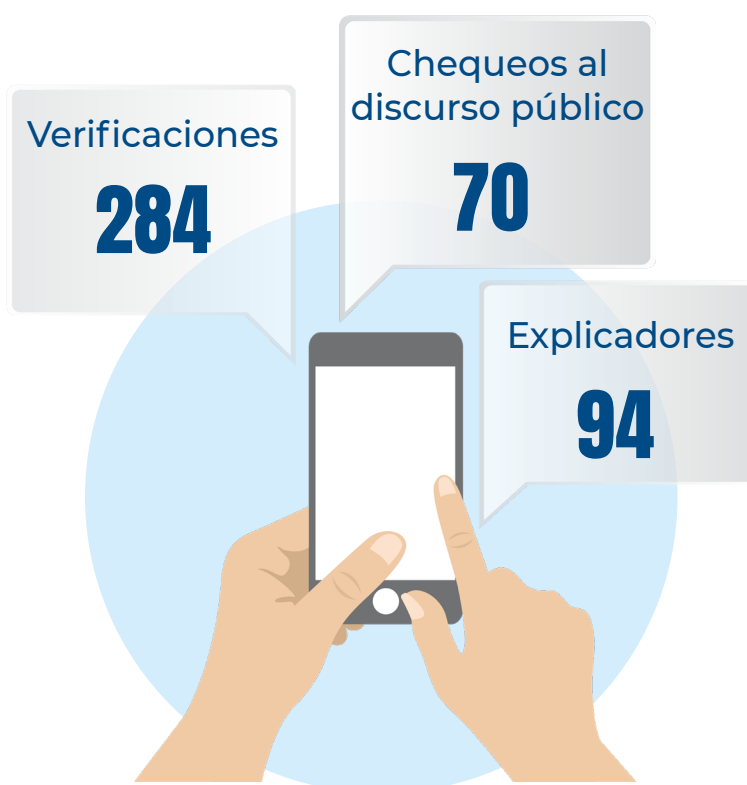 Verificaciones
284
Chequeos al
discurso público
70
Explicadores
94